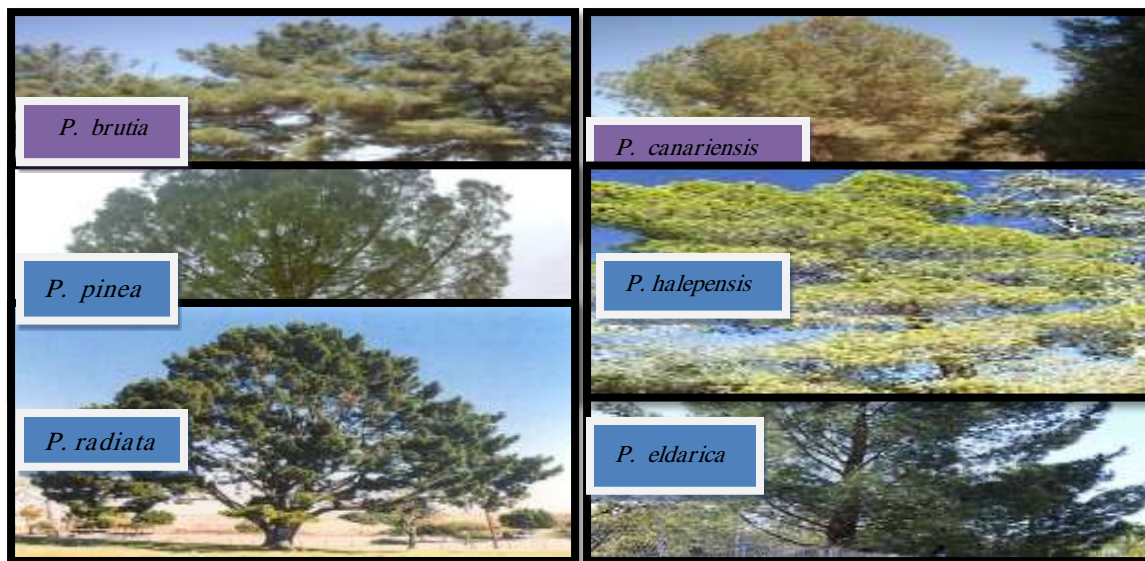 P. brutia
P. canariensis
P. pinea
P. halepensis
P. radiata
P. eldarica